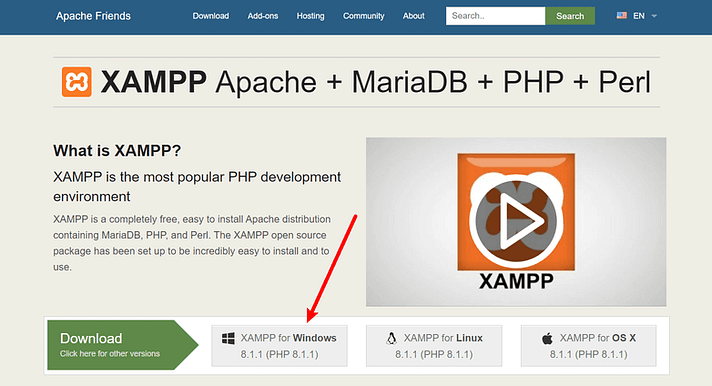 Apache Friends
Download
Add-ons
Hosting
Community
About
Search..
Search
EN
XAMPP Apache + MariaDB + PHP + Perl
What is XAMPP?
XAMPP is the most popular PHP development
environment
XAMPP is a completely free, easy to install Apache distribution
containing MariaDB, PHP, and Perl. The XAMPP open source
package has been set up to be incredibly easy to install and to
use.
XAMPP
Download
Click here for other versions
XAMPP for Windows
8.1.1 (PHP 8.1.1)
XAMPP for Linux
8.1.1 (PHP 8.1.1)
XAMPP for OS X
8.1.1 (PHP 8.1.1)